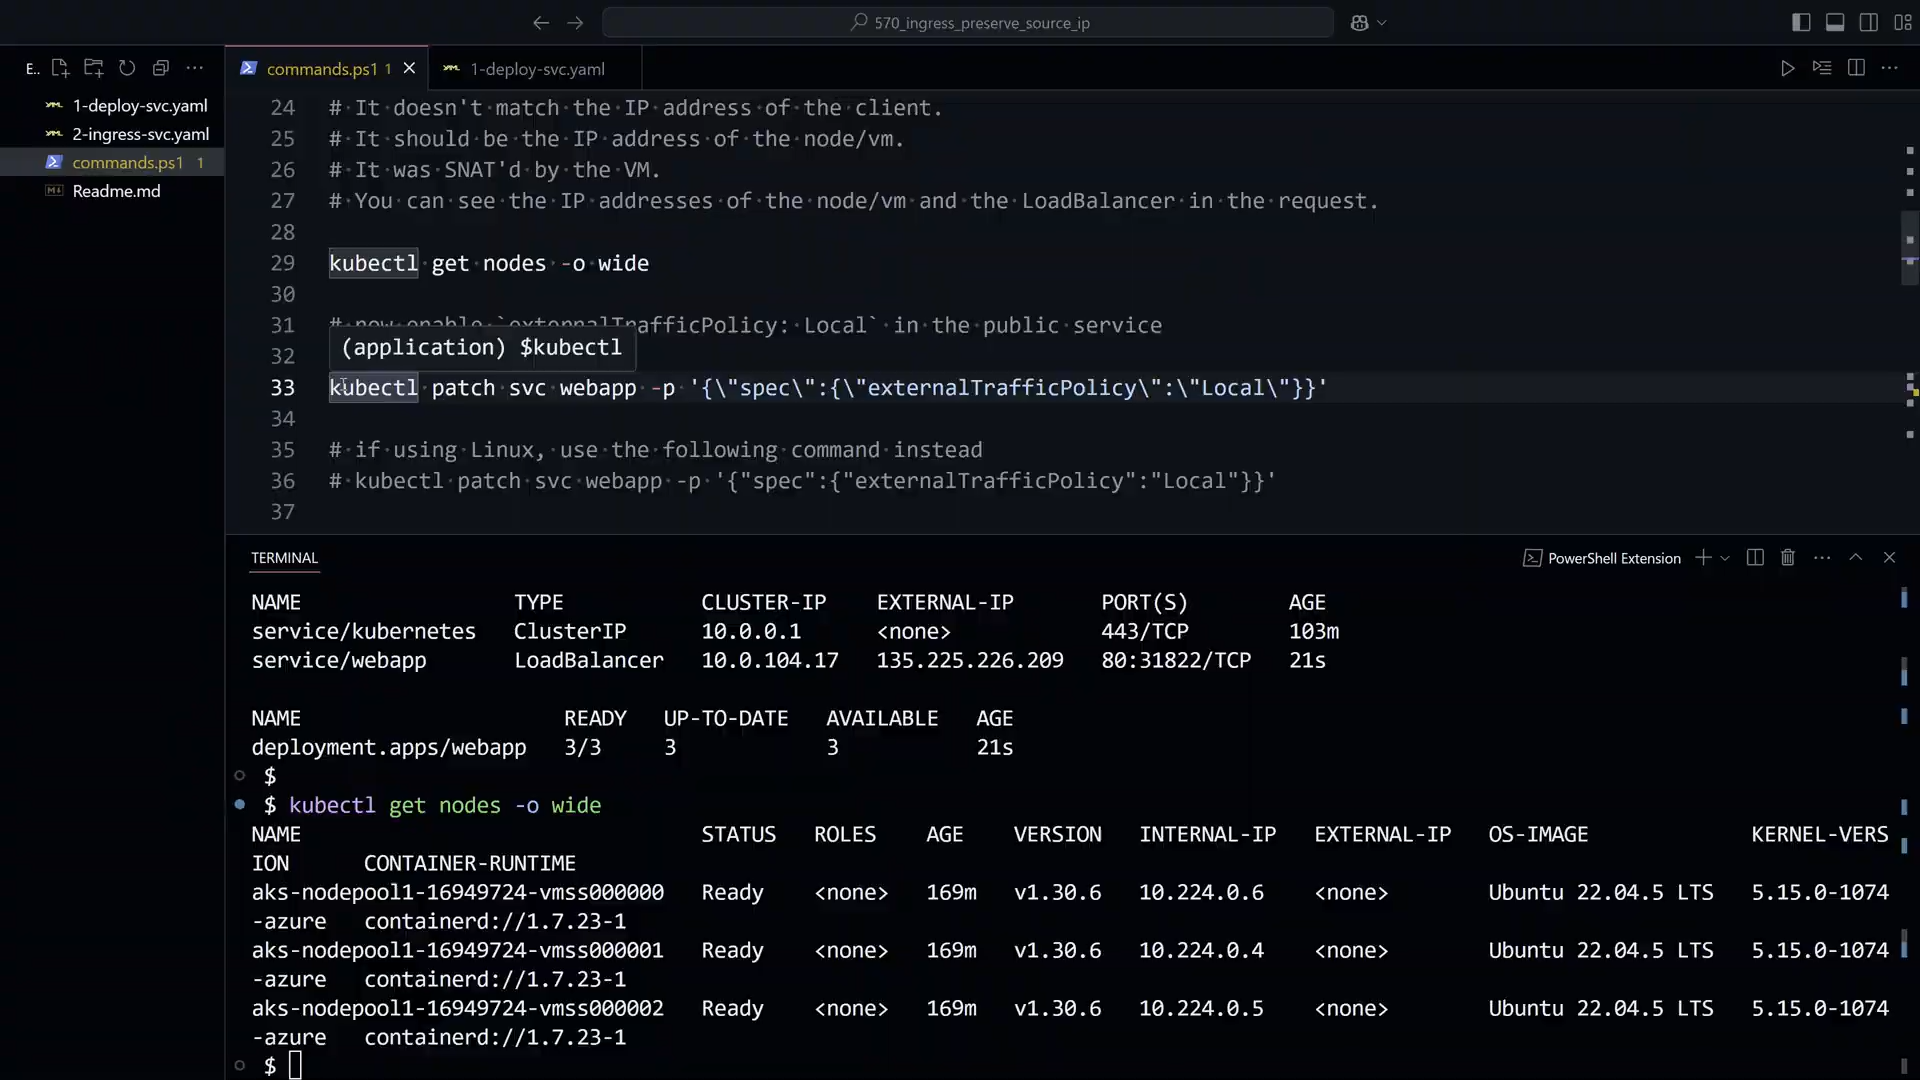 570_ingress_preserve_source_ip
E..
commands.ps1 1
1-deploy-svc.yaml
1-deploy-svc.yaml
2-ingress-svc.yaml
commands.ps1 1
Readme.md
24 # It doesn't match the IP address of the client.
25 # It should be the IP address of the node/vm.
26 # It was SNAT'd by the VM.
27 # You can see the IP addresses of the node/vm and the LoadBalancer in the request.
28
29 kubectl get nodes -o wide
30
31 # now enable `externalTrafficPolicy: Local` in the public service
(application) $kubectl
32
33 kubectl patch svc webapp -p '{\"spec\":{\"externalTrafficPolicy\":\"Local\"}}'
34
35 # if using Linux, use the following command instead
36 # kubectl patch svc webapp -p '{"spec":{"externalTrafficPolicy":"Local"}}'
37
TERMINAL
PowerShell Extension
NAME TYPE CLUSTER-IP EXTERNAL-IP PORT(S) AGE
service/kubernetes ClusterIP 10.0.0.1 <none> 443/TCP 103m
service/webapp LoadBalancer 10.0.104.17 135.225.226.209 80:31822/TCP 21s
NAME READY UP-TO-DATE AVAILABLE AGE
deployment.apps/webapp 3/3 3 3 21s
$
$ kubectl get nodes -o wide
NAME STATUS ROLES AGE VERSION INTERNAL-IP EXTERNAL-IP OS-IMAGE KERNEL-VERS
ION CONTAINER-RUNTIME
aks-nodepool1-16949724-vmss000000 Ready <none> 169m v1.30.6 10.224.0.6 <none> Ubuntu 22.04.5 LTS 5.15.0-1074
-azure containerd://1.7.23-1
aks-nodepool1-16949724-vmss000001 Ready <none> 169m v1.30.6 10.224.0.4 <none> Ubuntu 22.04.5 LTS 5.15.0-1074
-azure containerd://1.7.23-1
aks-nodepool1-16949724-vmss000002 Ready <none> 169m v1.30.6 10.224.0.5 <none> Ubuntu 22.04.5 LTS 5.15.0-1074
-azure containerd://1.7.23-1
$